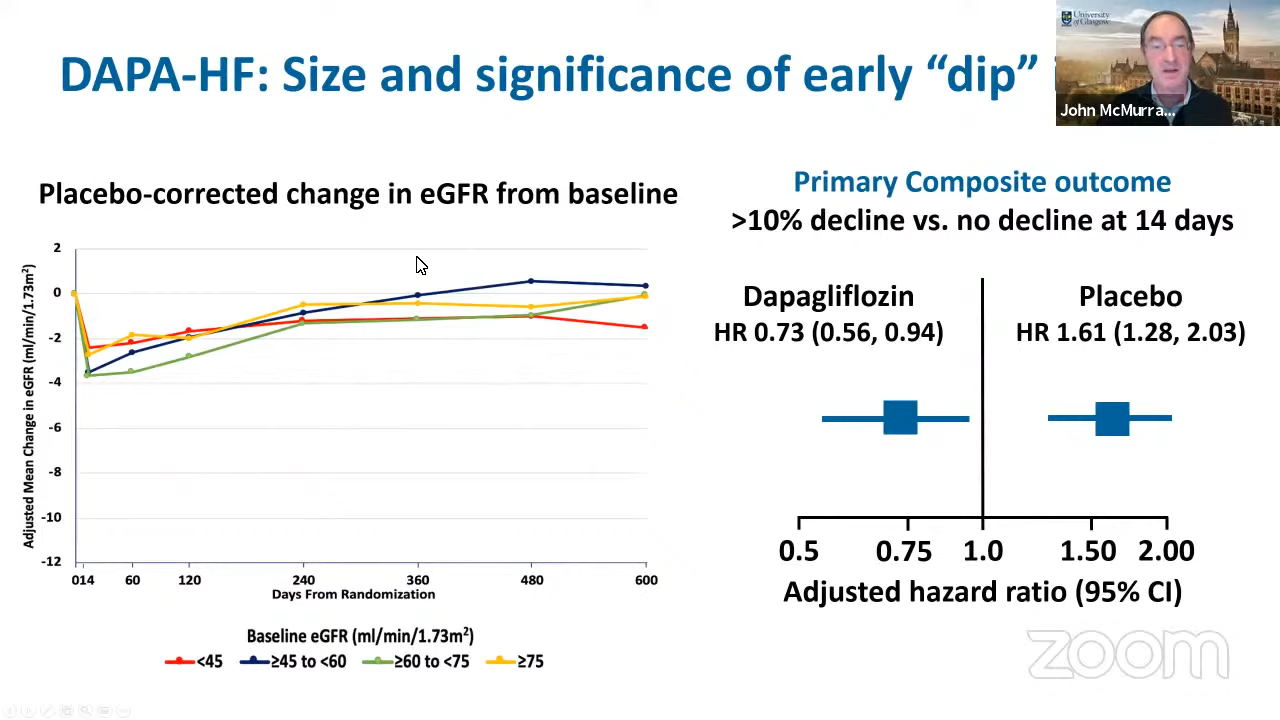 DAPA-HF: Size and significance of early “dip”
University
of Glasgow
John McMurra...
Placebo-corrected change in eGFR from baseline
Adjusted Mean Change in eGFR (ml/min/1.73m²)
2
0
-2
-4
-6
-8
-10
-12
014 60 120 240 360 480 600
Days From Randomization
Baseline eGFR (ml/min/1.73m²)
<45 ≥45 to <60 ≥60 to <75 ≥75
Primary Composite outcome
>10% decline vs. no decline at 14 days
Dapagliflozin
HR 0.73 (0.56, 0.94)
Placebo
HR 1.61 (1.28, 2.03)
0.5 0.75 1.0 1.50 2.00
Adjusted hazard ratio (95% CI)
zoom